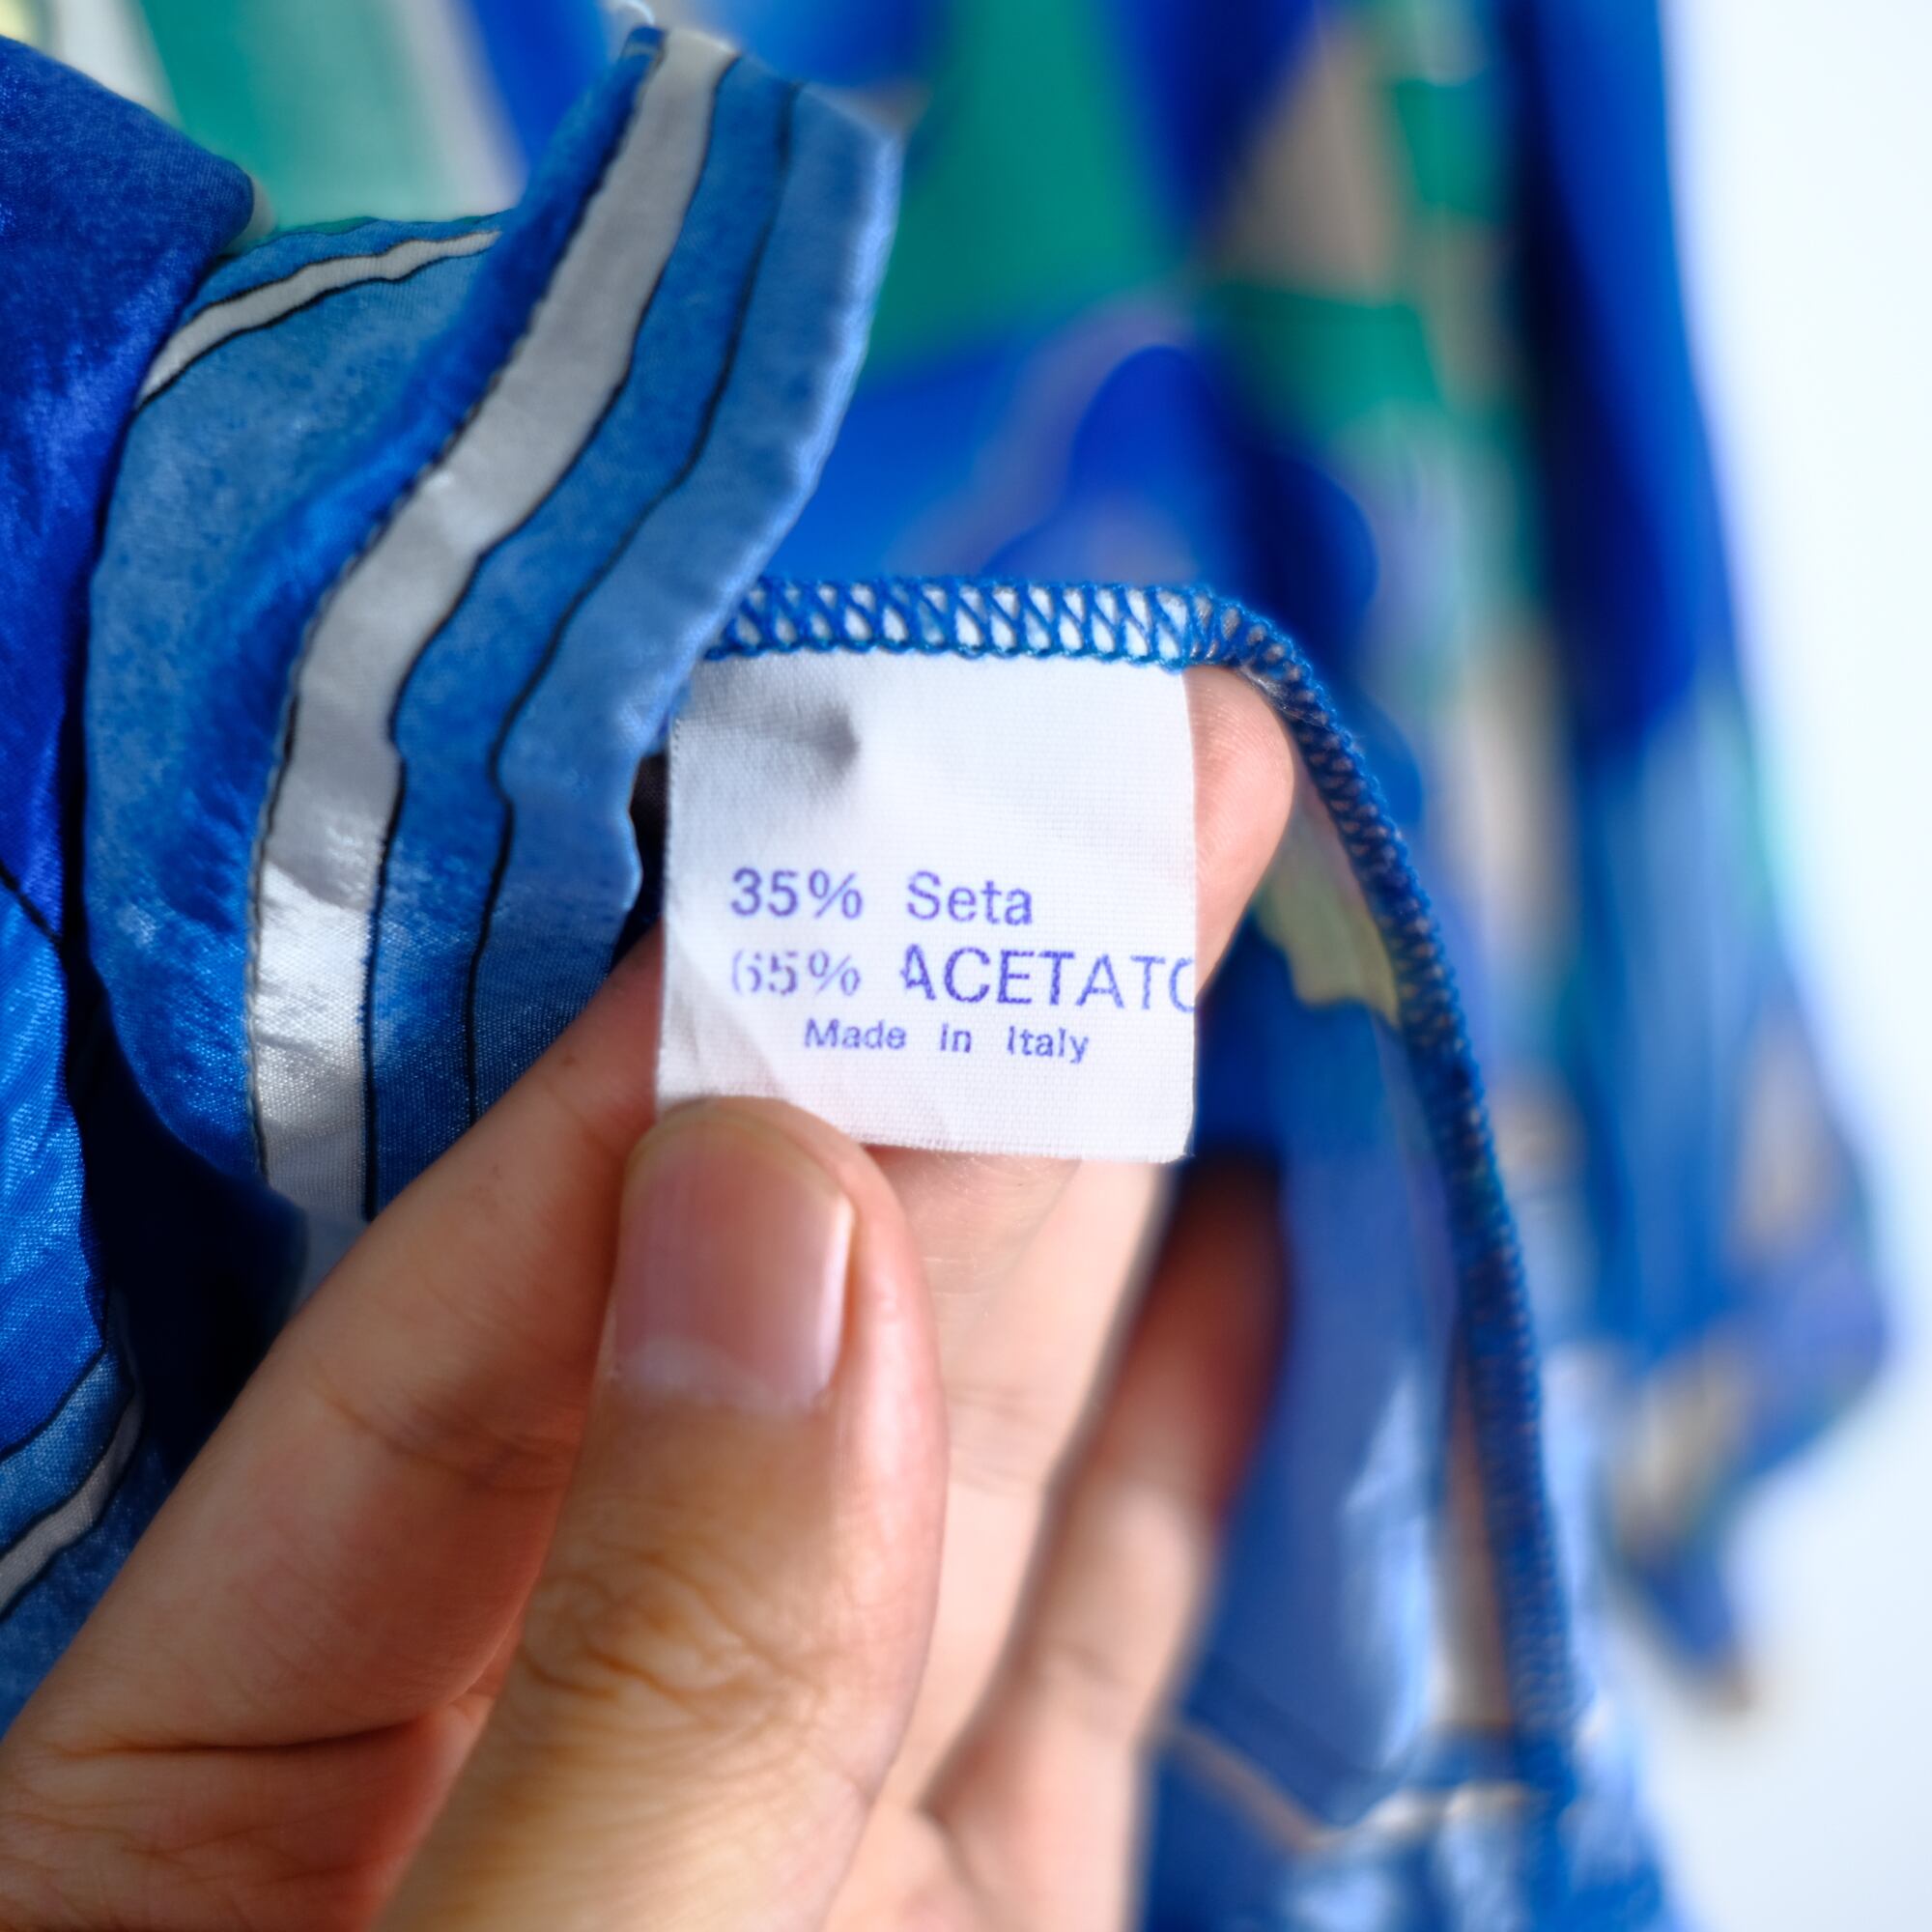 35% Seta
65% ACETATO
Made in Italy